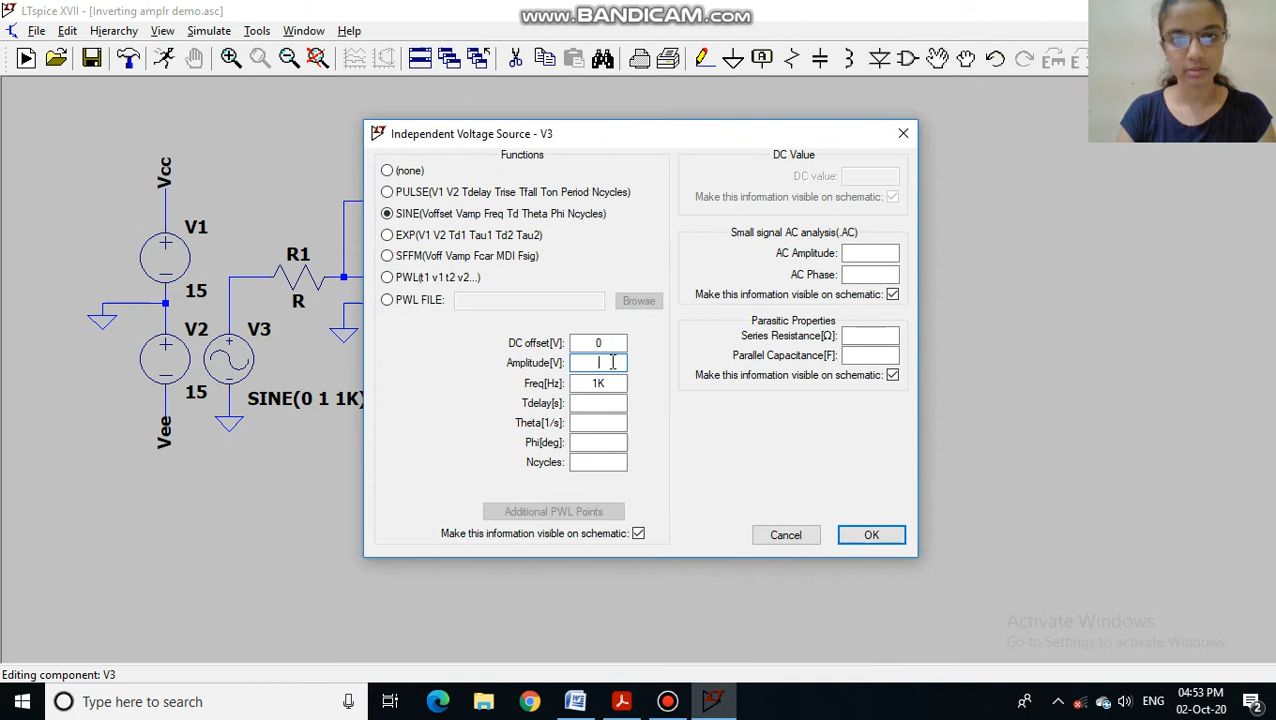 LTspice XVII - [Inverting amplr demo.asc]
www.BANDICAM.com
File Edit Hierarchy View Simulate Tools Window Help
Independent Voltage Source - V3
Functions
(none)
PULSE(V1 V2 Tdelay Trise Tfall Ton Period Ncycles)
SINE(Voffset Vamp Freq Td Theta Phi Ncycles)
EXP(V1 V2 Td1 Tau1 Td2 Tau2)
SFFM(Voff Vamp Fcar MDI Fsig)
PWL(t1 v1 t2 v2...)
PWL FILE: Browse
DC offset[V]: 0
Amplitude[V]:
Freq[Hz]: 1K
Tdelay[s]:
Theta[1/s]:
Phi[deg]:
Ncycles:
Additional PWL Points
Make this information visible on schematic:
DC Value
DC value:
Make this information visible on schematic:
Small signal AC analysis(.AC)
AC Amplitude:
AC Phase:
Make this information visible on schematic:
Parasitic Properties
Series Resistance[Ω]:
Parallel Capacitance[F]:
Make this information visible on schematic:
Cancel OK
Vcc
V1
15
R1
R
V2
15
Vee
V3
SINE(0 1 1K)
Activate Windows
Go to Settings to activate Windows.
Editing component: V3
Type here to search
ENG
04:53 PM
02-Oct-20
2